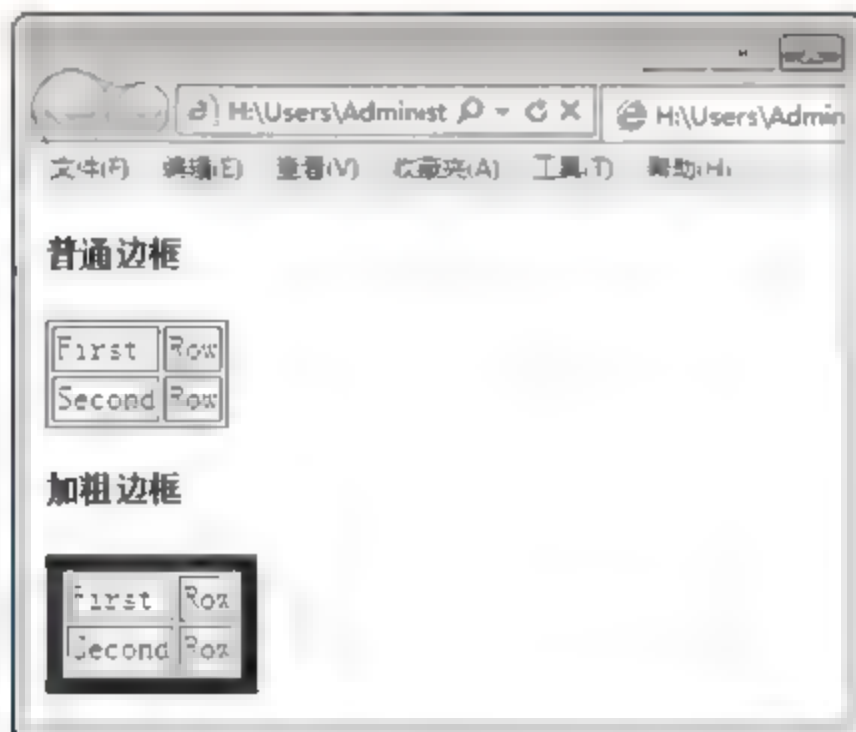 H:\Users\Administ H:\Users\Admin
文件(F) 编辑(E) 查看(V) 收藏夹(A) 工具(T) 帮助(H)
普通边框
First Row
Second Row
加粗边框
First Row
Second Row